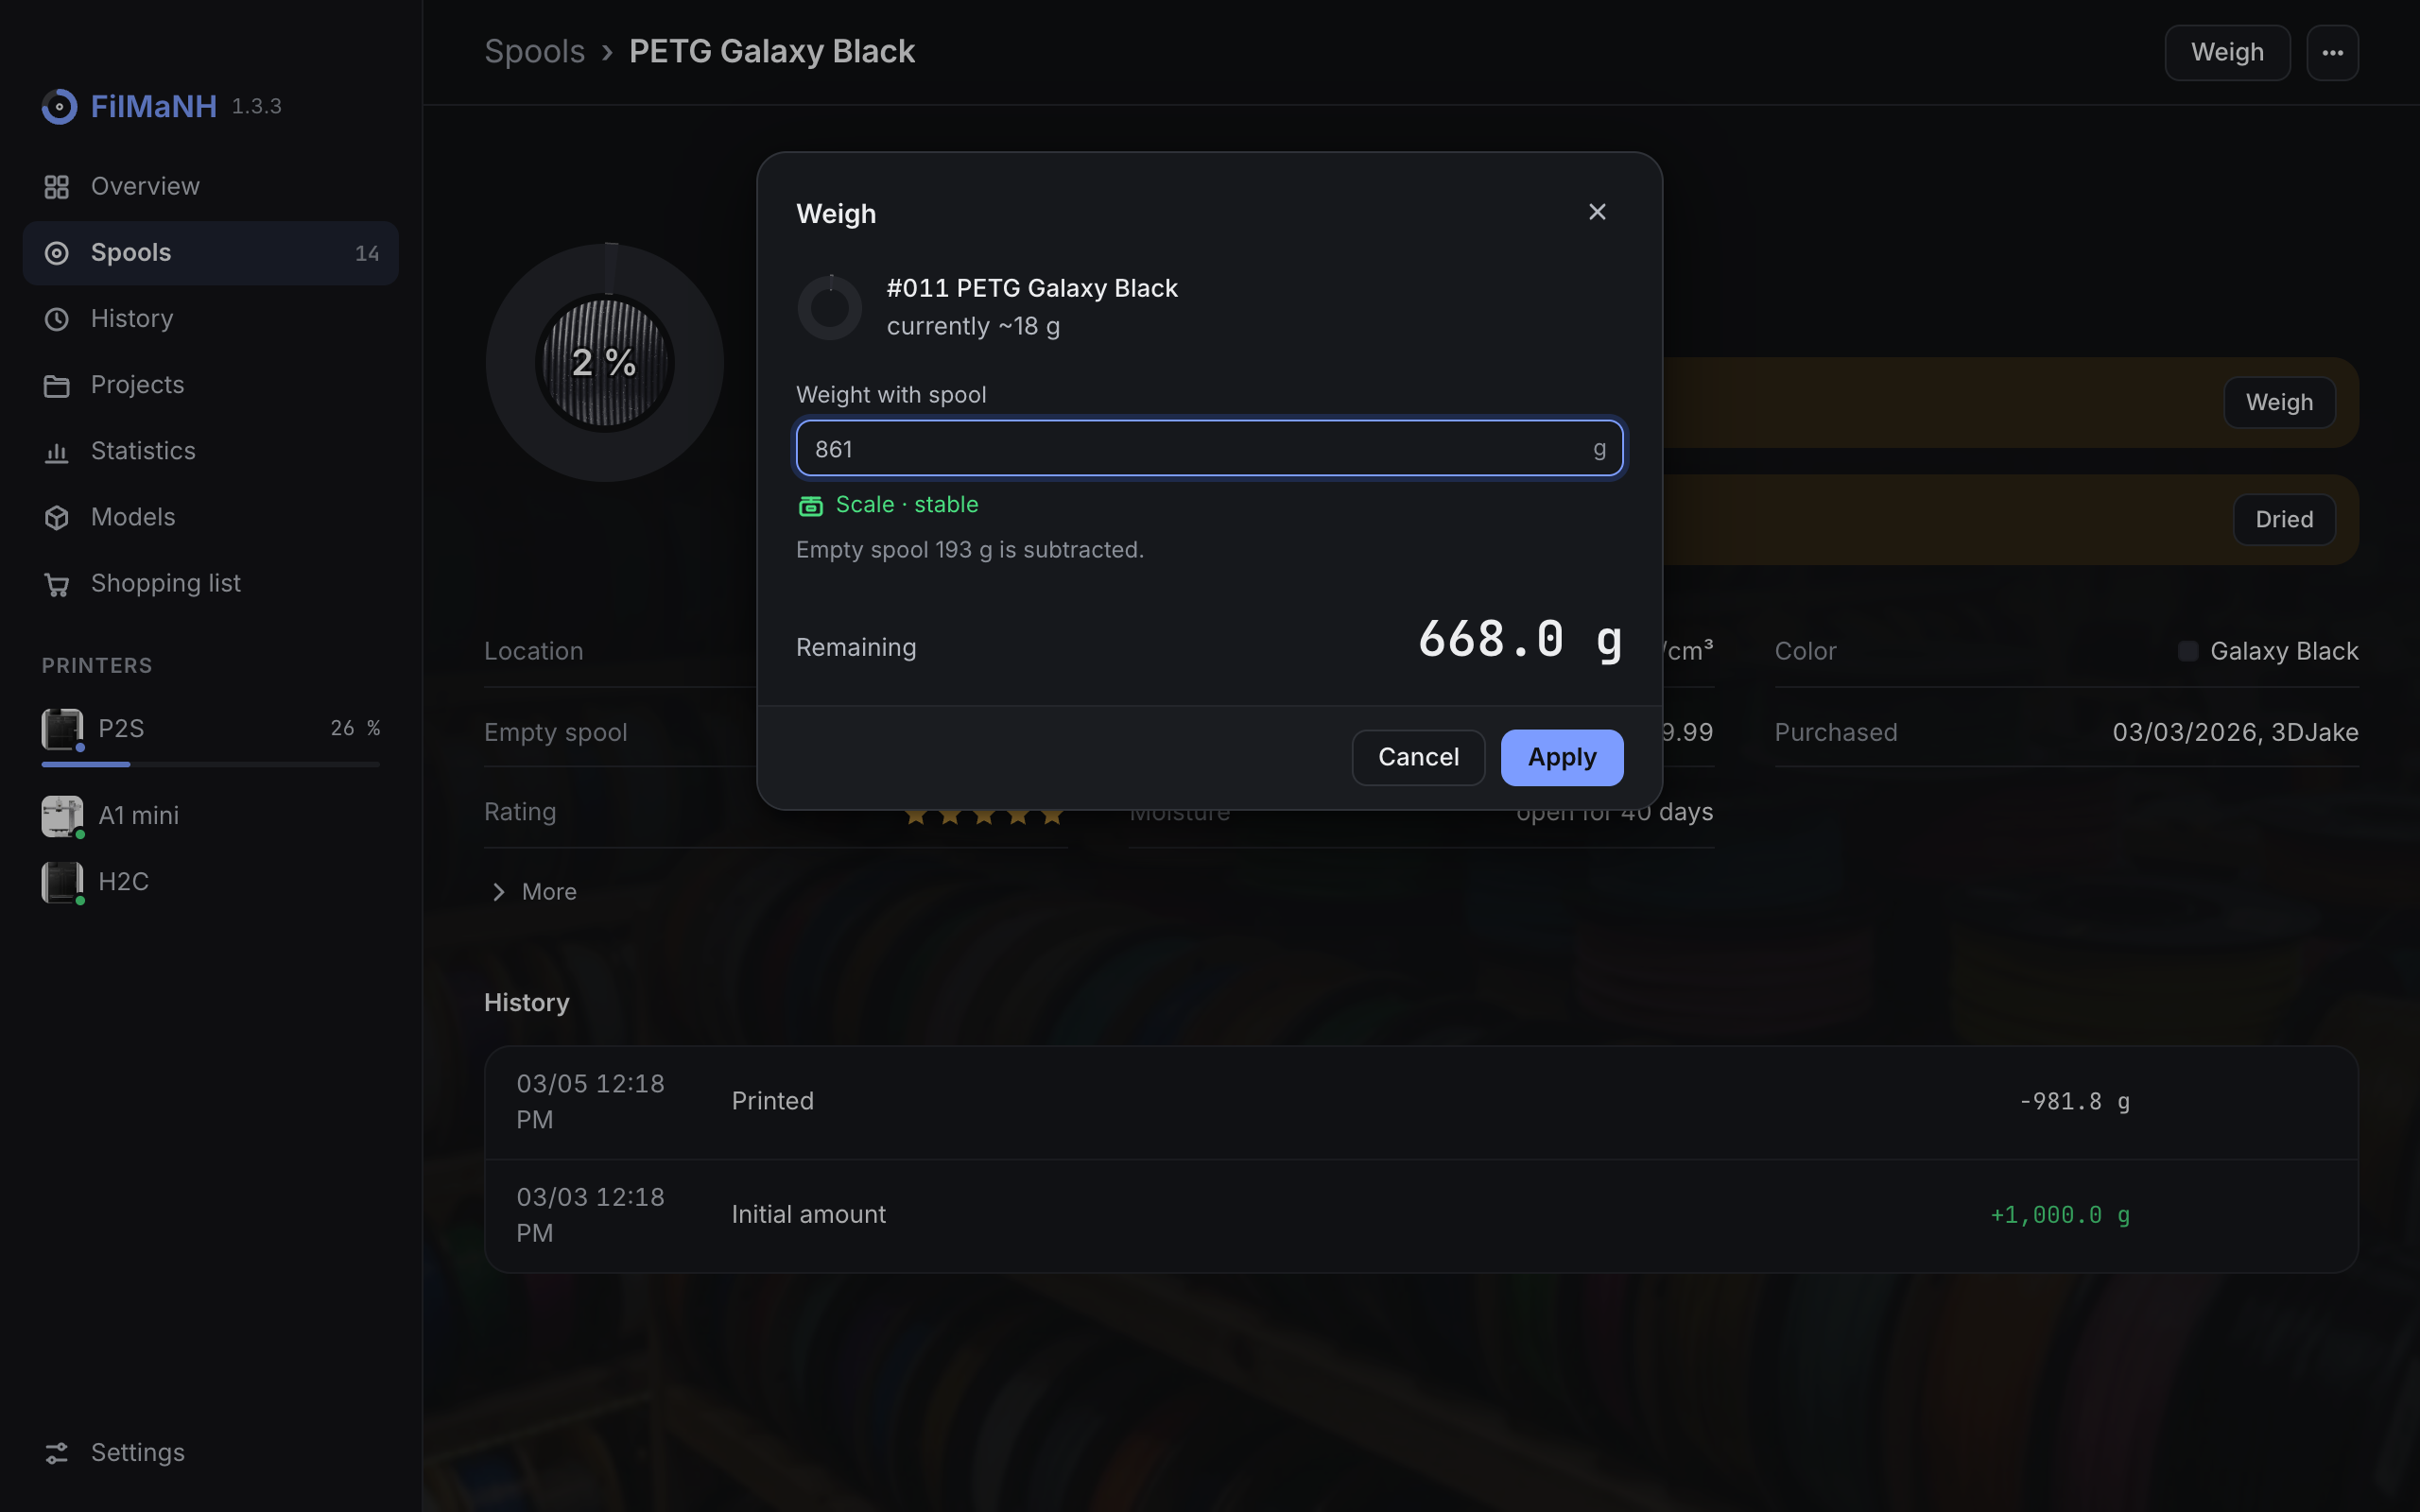 FilMaNH 1.3.3
Overview
Spools 14
History
Projects
Statistics
Models
Shopping list
PRINTERS
P2S 26 %
A1 mini
H2C
Settings
Spools › PETG Galaxy Black
Weigh
2 %
Weigh
Dried
Weigh
#011 PETG Galaxy Black
currently ~18 g
Weight with spool
861 g
Scale · stable
Empty spool 193 g is subtracted.
Remaining 668.0 g
Cancel Apply
Location
/cm³
Color Galaxy Black
Empty spool
9.99
Purchased 03/03/2026, 3DJake
Rating
Moisture open for 40 days
More
History
03/05 12:18 PM
Printed
-981.8 g
03/03 12:18 PM
Initial amount
+1,000.0 g